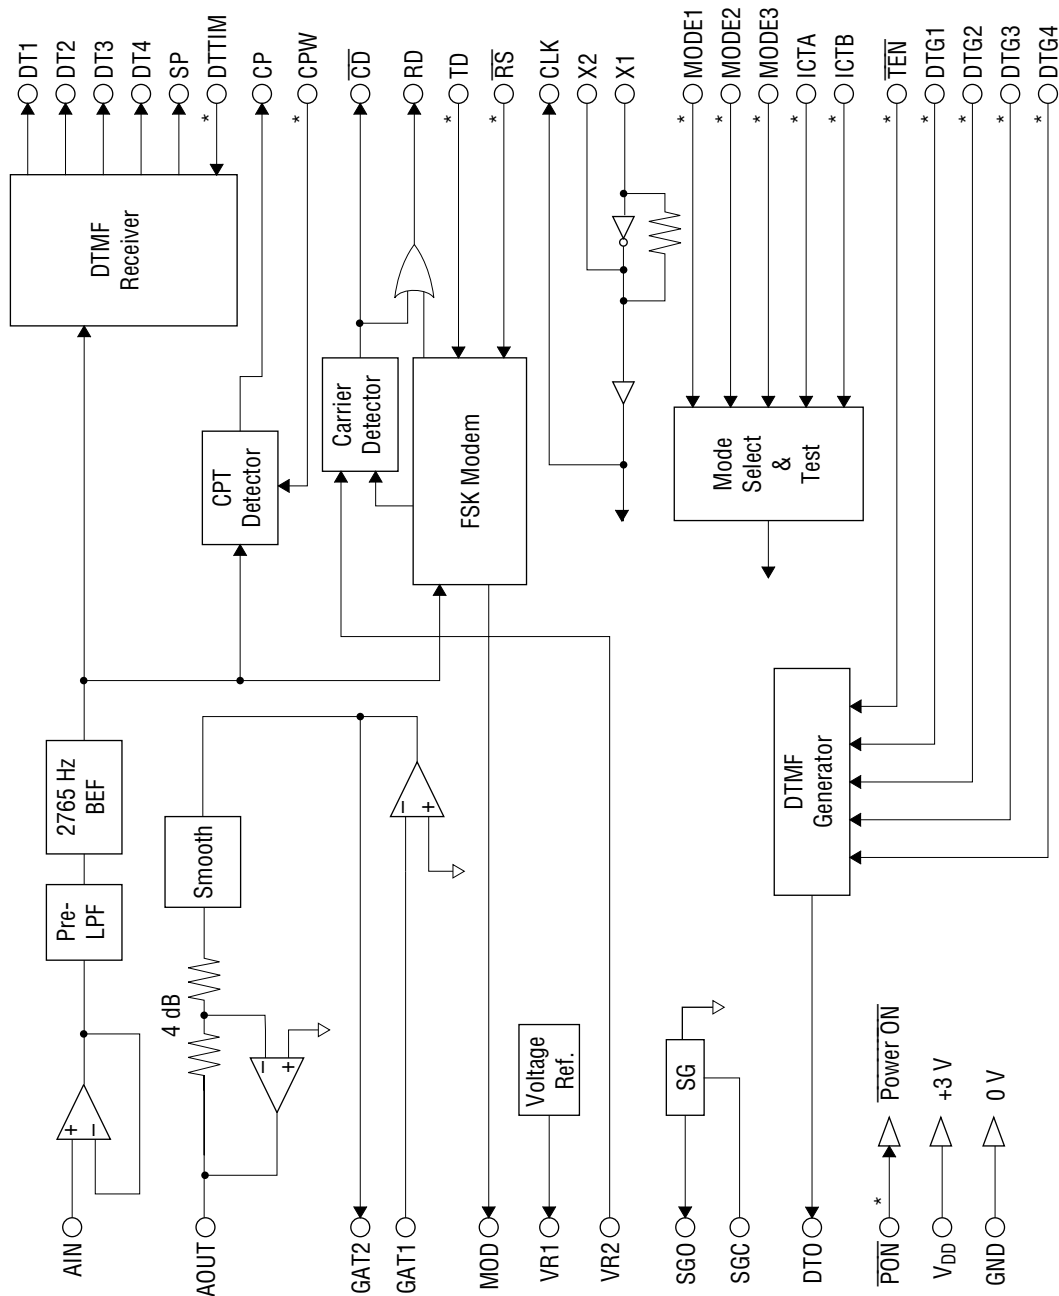 DT1
DT2
DT3
DT4
SP
DTTIM
*
CP
CPW
*
CD
RD
TD
*
RS
*
CLK
X2
X1
MODE1
*
MODE2
*
MODE3
*
ICTA
*
ICTB
*
TEN
*
DTG1
*
DTG2
*
DTG3
*
DTG4
*
DTMF
Receiver
CPT
Detector
Carrier
Detector
FSK Modem
Mode
Select
&
Test
2765 Hz
BEF
Pre-
LPF
Smooth
4 dB
+
–
–
+
–
+
DTMF
Generator
Voltage
Ref.
SG
AIN
AOUT
GAT2
GAT1
MOD
VR1
VR2
SGO
SGC
DTO
PON
*
Power ON
VDD
+3 V
GND
0 V